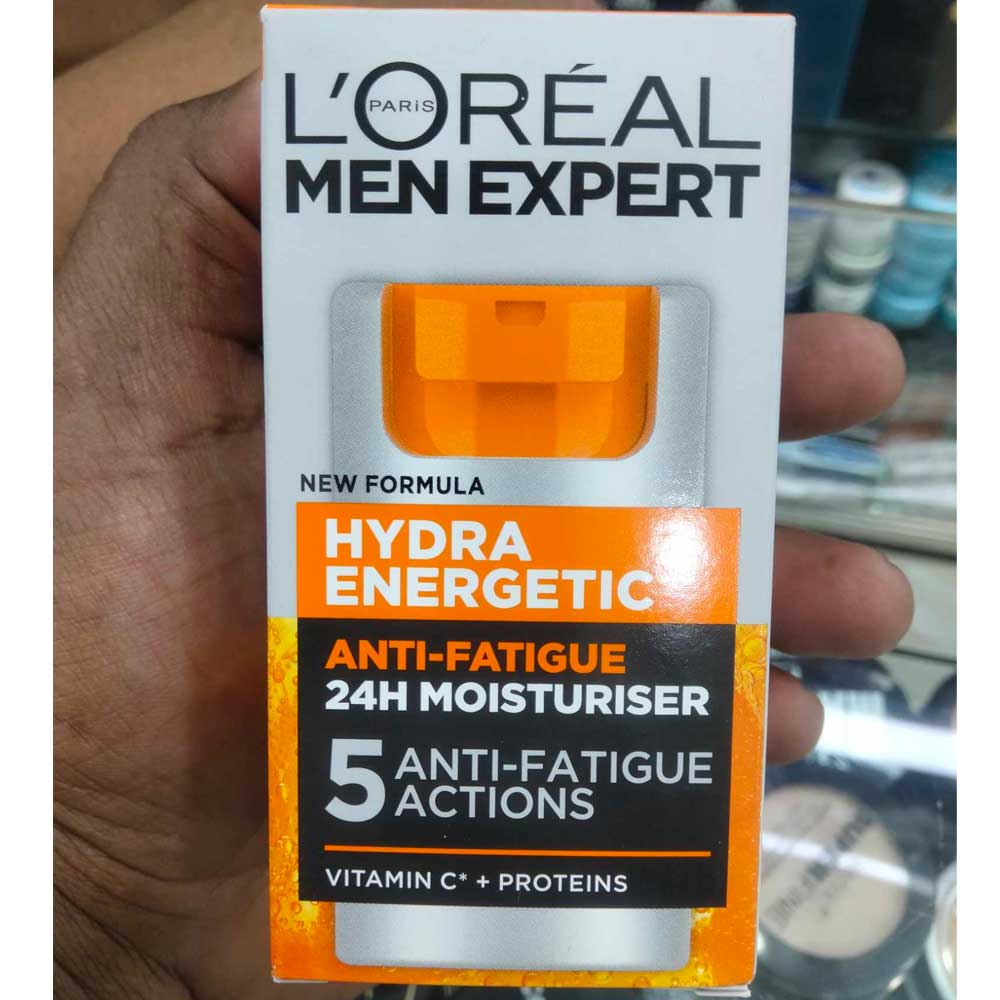 L'ORÉAL
PARIS
MEN EXPERT
NEW FORMULA
HYDRA
ENERGETIC
ANTI-FATIGUE
24H MOISTURISER
5 ANTI-FATIGUE
ACTIONS
VITAMIN C* + PROTEINS